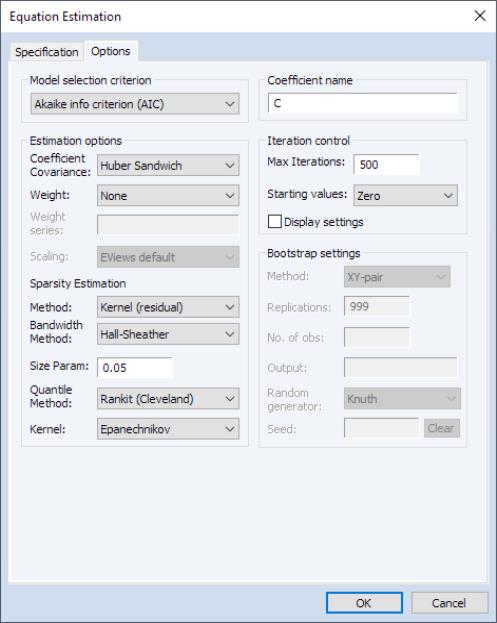 Equation Estimation
Specification Options
Model selection criterion
Akaike info criterion (AIC)
Coefficient name
C
Estimation options
Coefficient
Covariance: Huber Sandwich
Weight: None
Weight
series:
Scaling: EViews default
Sparsity Estimation
Method: Kernel (residual)
Bandwidth
Method: Hall-Sheather
Size Param: 0.05
Quantile
Method: Rankit (Cleveland)
Kernel: Epanechnikov
Iteration control
Max Iterations: 500
Starting values: Zero
Display settings
Bootstrap settings
Method: XY-pair
Replications: 999
No. of obs:
Output:
Random
generator: Knuth
Seed: Clear
OK Cancel